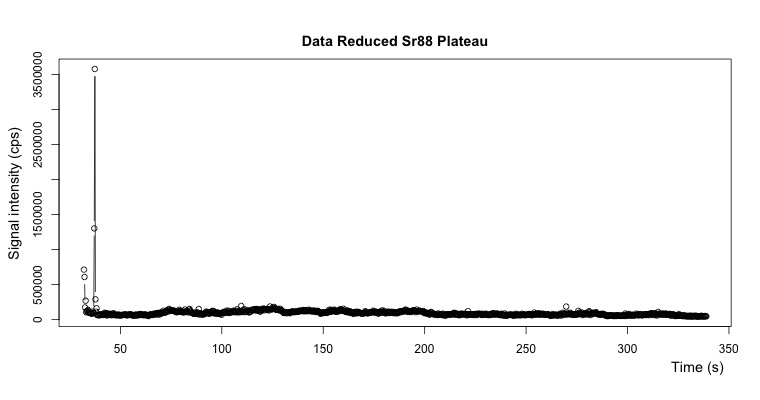 Data Reduced Sr88 Plateau
Signal intensity (cps)
3500000
2500000
1500000
500000
0
50 100 150 200 250 300 350
Time (s)